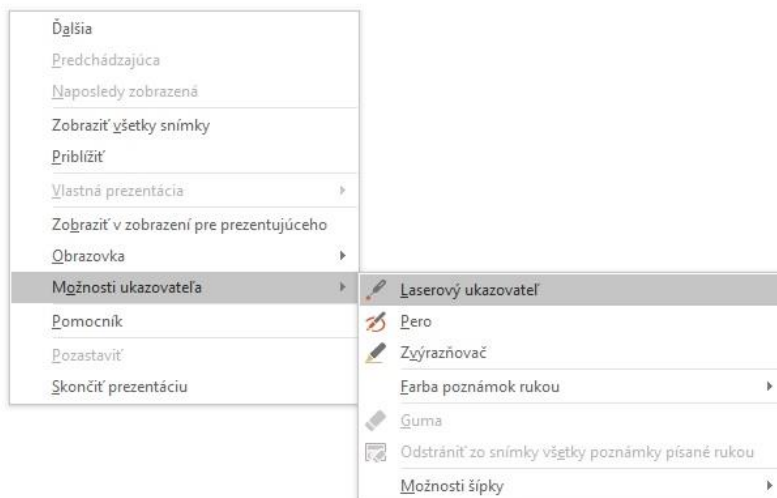 Ďalšia
Predchádzajúca
Naposledy zobrazená
Zobraziť všetky snímky
Priblížiť
Vlastná prezentácia
Zobraziť v zobrazení pre prezentujúceho
Obrazovka
Možnosti ukazovateľa
Pomocník
Pozastaviť
Skončiť prezentáciu
Laserový ukazovateľ
Pero
Zvýrazňovač
Farba poznámok rukou
Guma
Odstrániť zo snímky všetky poznámky písané rukou
Možnosti šípky